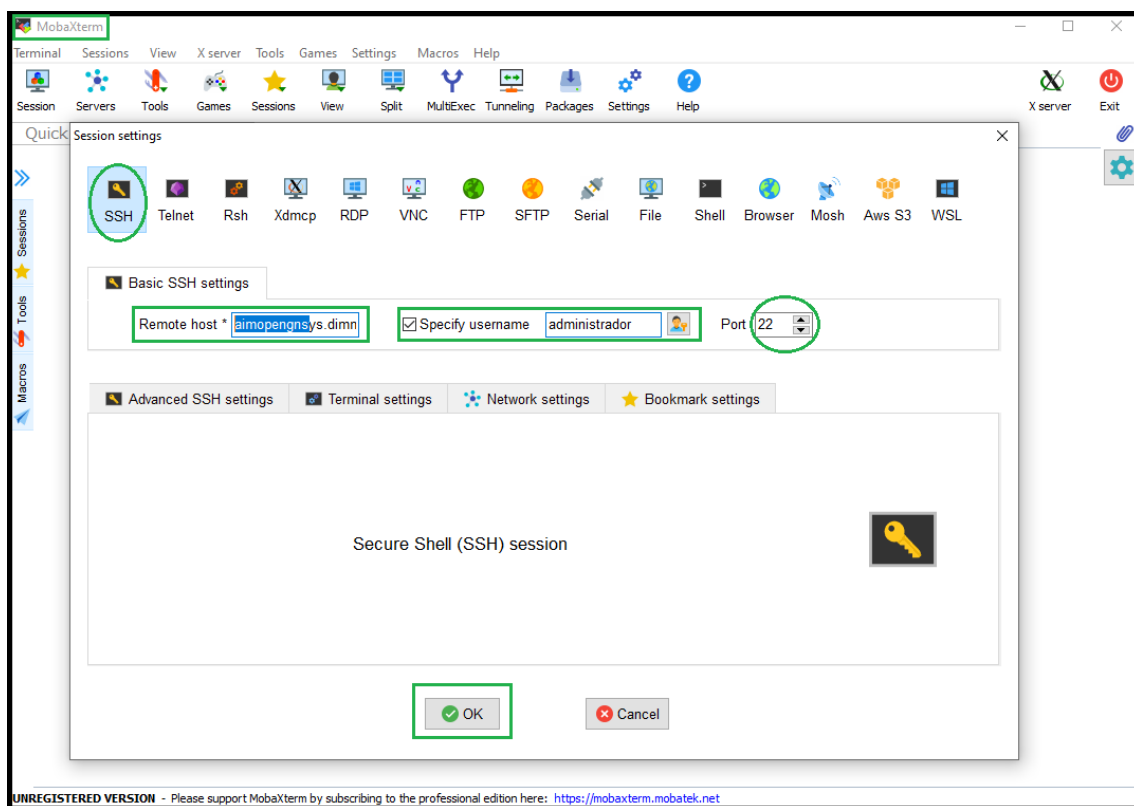 MobaXterm
Terminal Sessions View X server Tools Games Settings Macros Help
Session Servers Tools Games Sessions View Split MultiExec Tunneling Packages Settings Help X server Exit
Quick
Session settings
SSH Telnet Rsh Xdmcp RDP VNC FTP SFTP Serial File Shell Browser Mosh Aws S3 WSL
Sessions
Tools
Macros
Basic SSH settings
Remote host * aimopengnsys.dimn Specify username administrador Port 22
Advanced SSH settings Terminal settings Network settings Bookmark settings
Secure Shell (SSH) session
OK Cancel
UNREGISTERED VERSION - Please support MobaXterm by subscribing to the professional edition here: https://mobaxterm.mobatek.net